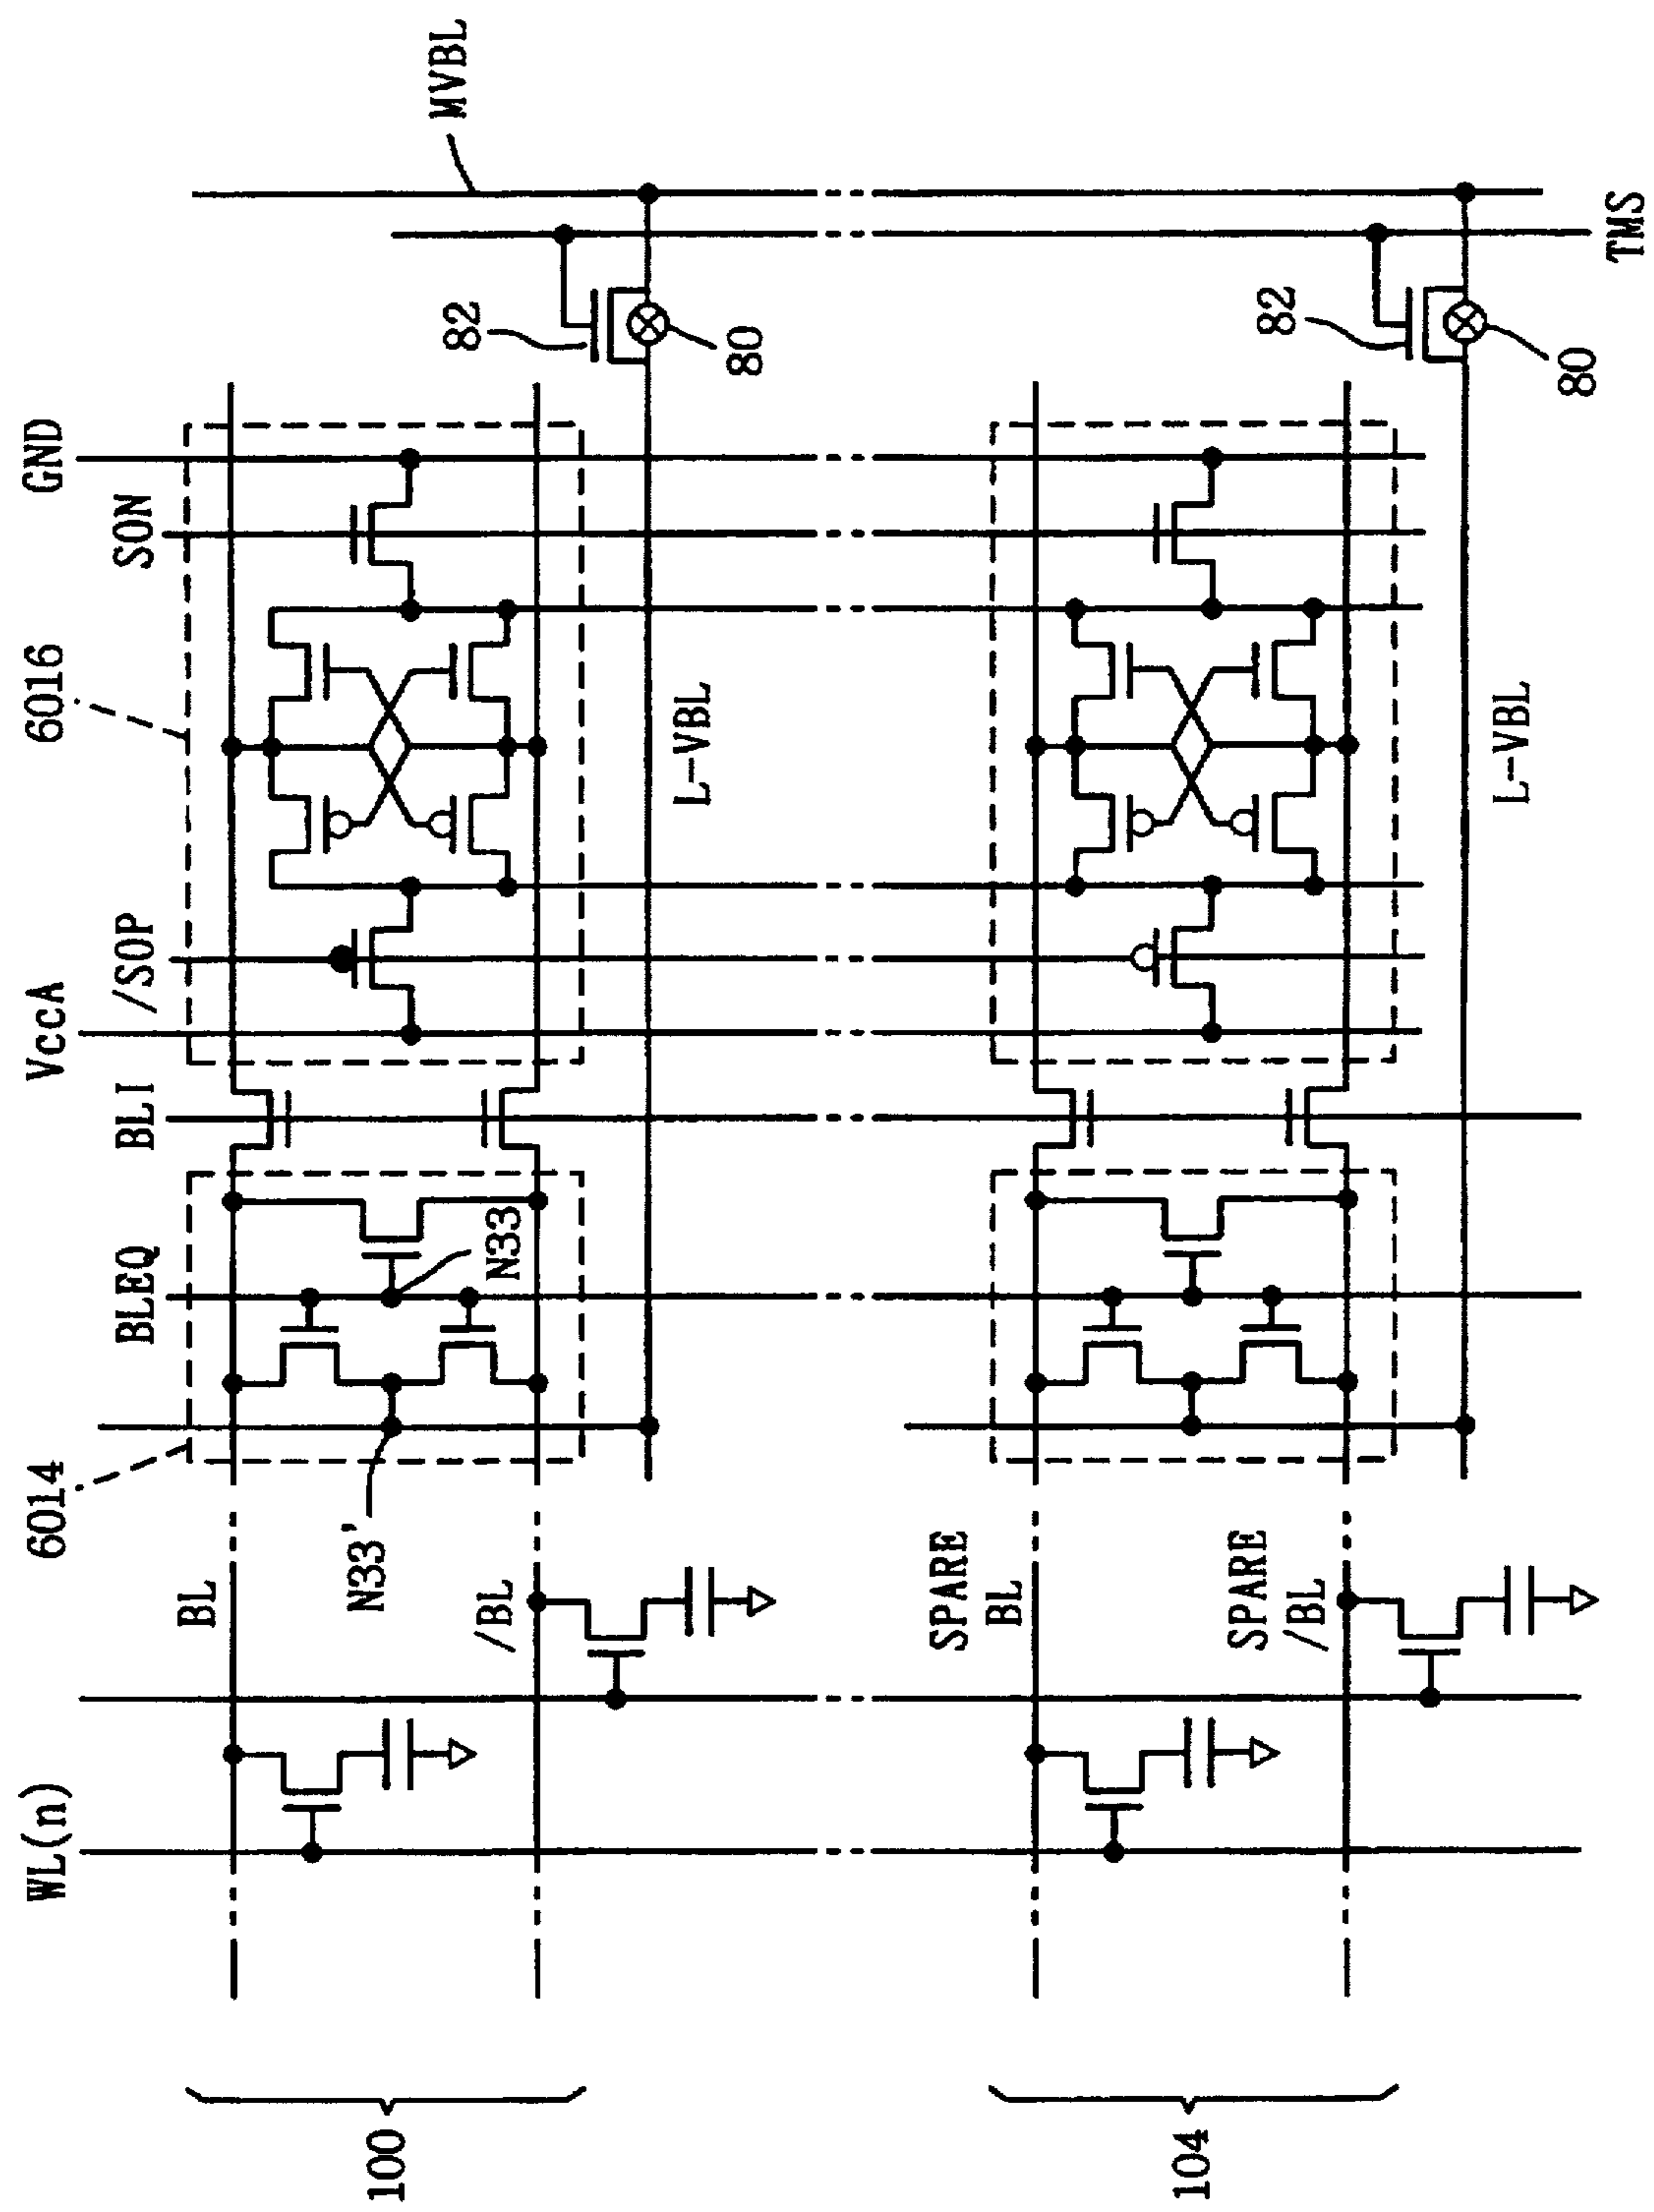 WL(n)
6014
BLEQ
BLI
VccA
/SOP
6016
SON
GND
MVBL
BL
N33'
N33
/BL
L-VBL
82
80
TMS
100
SPARE
BL
SPARE
/BL
L-VBL
82
80
104